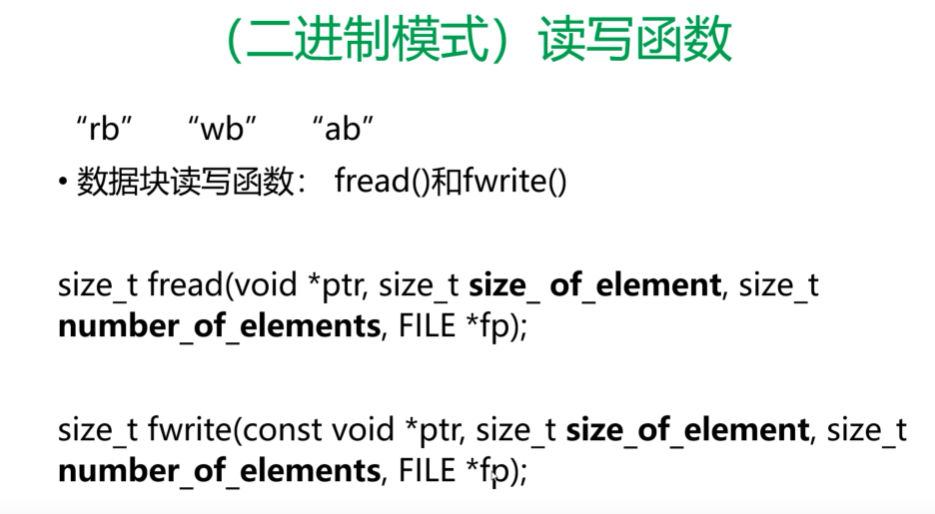 （二进制模式）读写函数
“rb” “wb” “ab”
• 数据块读写函数： fread()和fwrite()
size_t fread(void *ptr, size_t size_ of_element, size_t
number_of_elements, FILE *fp);
size_t fwrite(const void *ptr, size_t size_of_element, size_t
number_of_elements, FILE *fp);